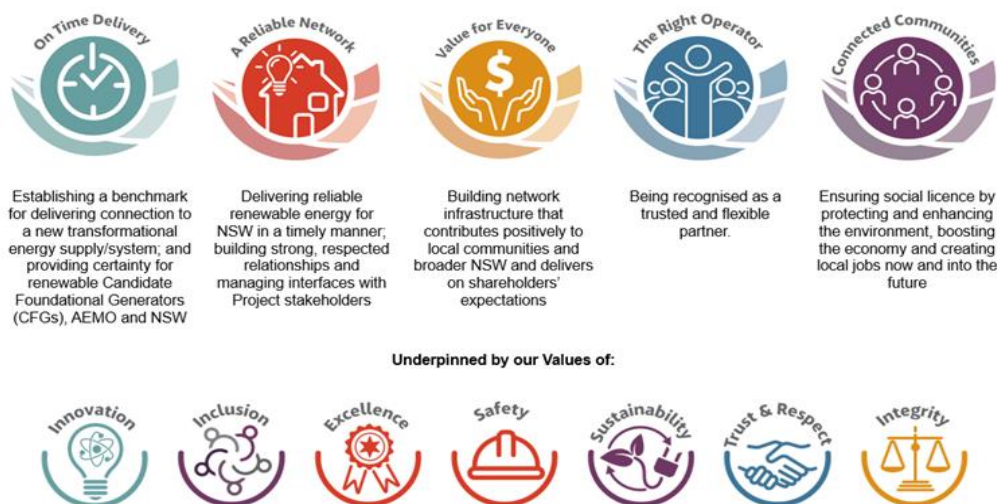 On Time Delivery
A Reliable Network
Value for Everyone
The Right Operator
Connected Communities
$
Establishing a benchmark
for delivering connection to
a new transformational
energy supply/system; and
providing certainty for
renewable Candidate
Foundational Generators
(CFGs), AEMO and NSW
Delivering reliable
renewable energy for
NSW in a timely manner;
building strong, respected
relationships and
managing interfaces with
Project stakeholders
Building network
infrastructure that
contributes positively to
local communities and
broader NSW and delivers
on shareholders'
expectations
Being recognised as a
trusted and flexible
partner.
Ensuring social licence by
protecting and enhancing
the environment, boosting
the economy and creating
local jobs now and into the
future
Underpinned by our Values of:
Innovation
Inclusion
Excellence
Safety
Sustainability
Trust & Respect
Integrity